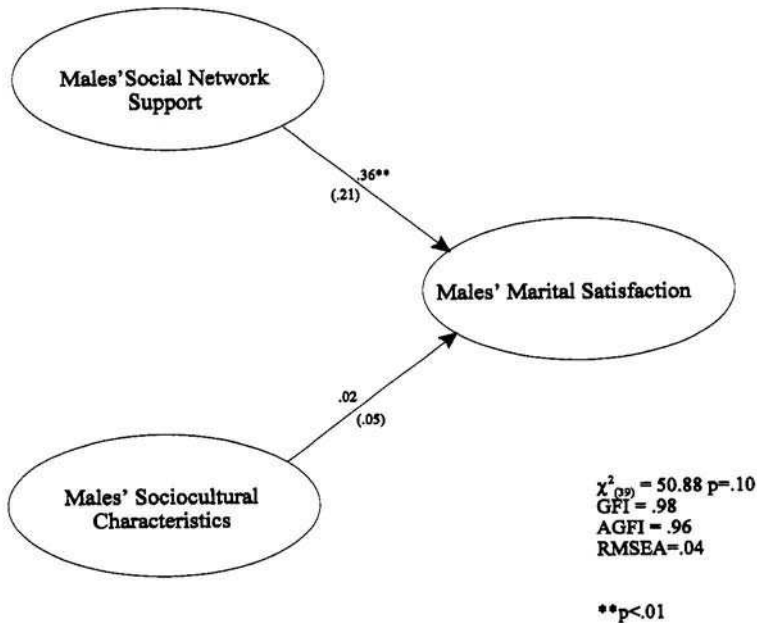 Males'Social Network
Support
.36**
(.21)
Males' Marital Satisfaction
.02
(.05)
Males' Sociocultural
Characteristics
χ²(39) = 50.88 p=.10
GFI = .98
AGFI = .96
RMSEA=.04
**p<.01